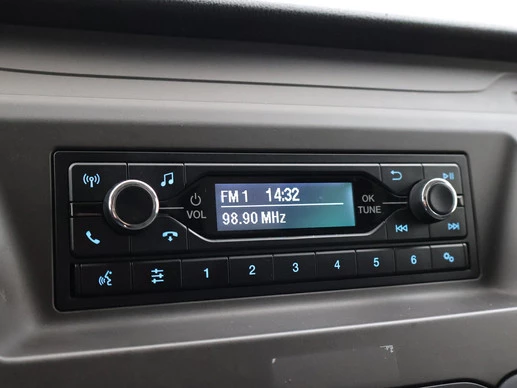 FM 1 14:32
98.90 MHz
VOL
OK
TUNE
1 2 3 4 5 6